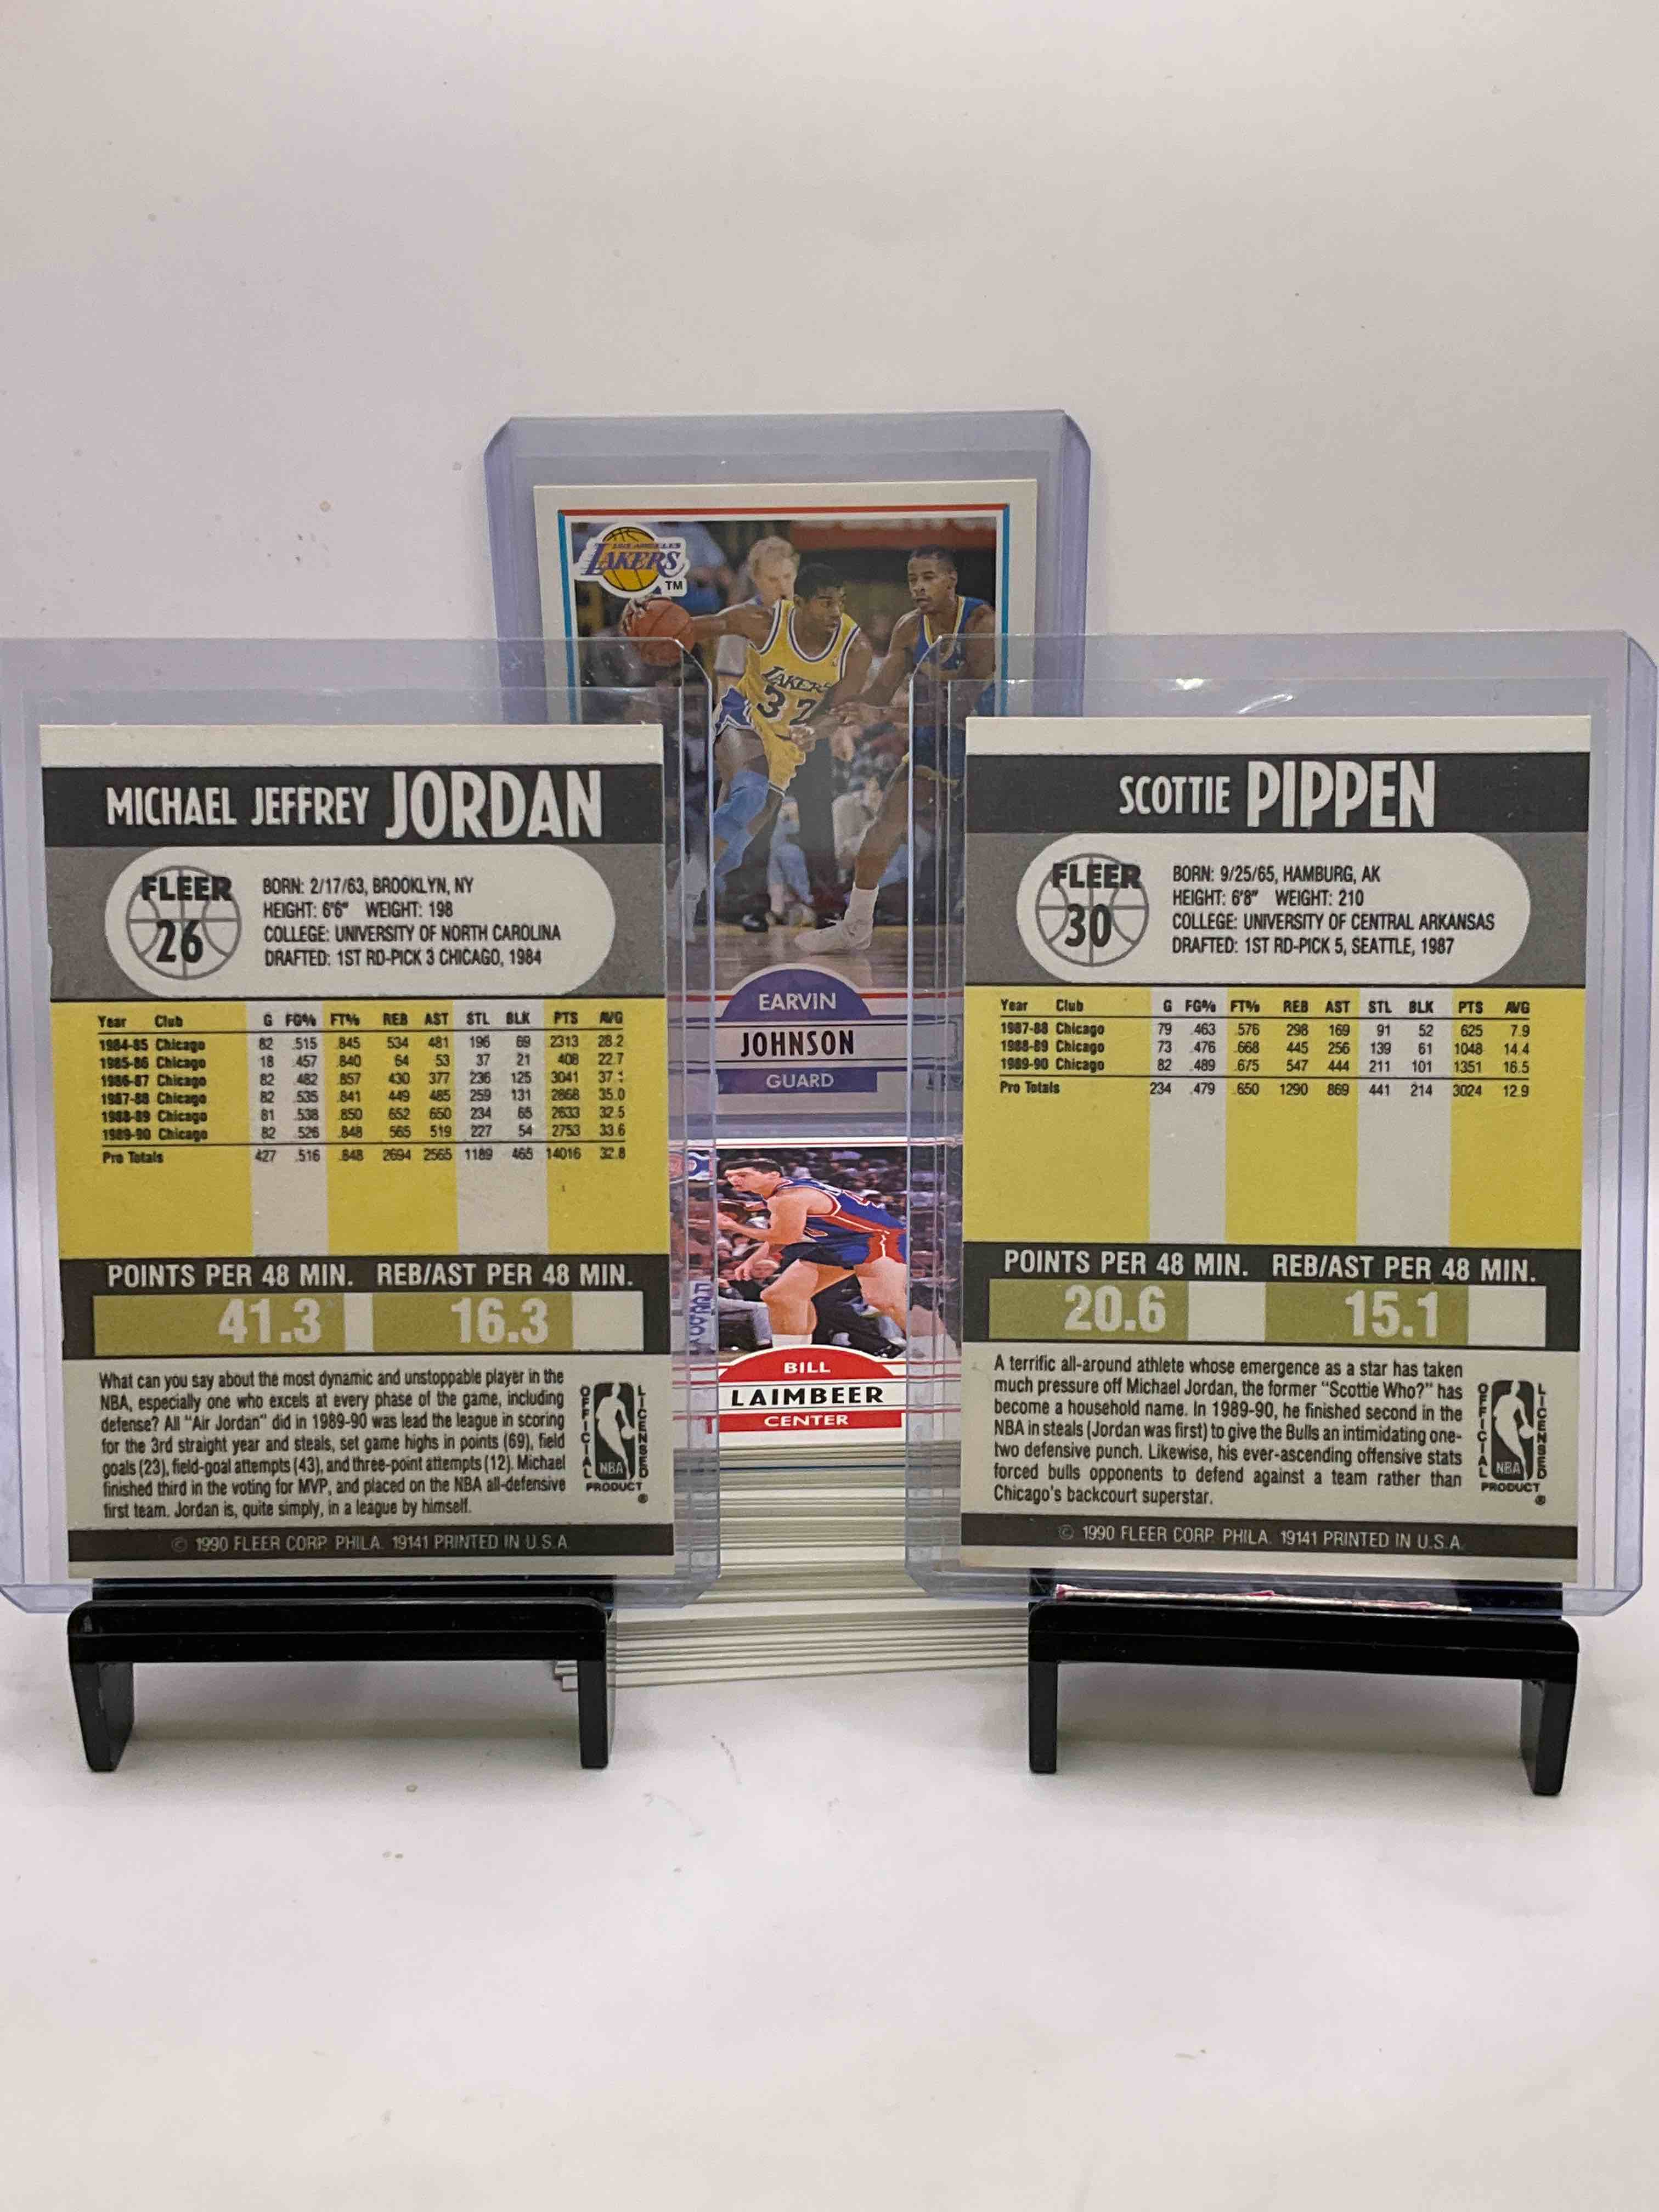 LOS ANGELES
LAKERS
TM
LAKERS
32
EARVIN
JOHNSON
GUARD
BILL
LAIMBEER
CENTER
MICHAEL JEFFREY JORDAN
FLEER
26
BORN: 2/17/63, BROOKLYN, NY
HEIGHT: 6'6" WEIGHT: 198
COLLEGE: UNIVERSITY OF NORTH CAROLINA
DRAFTED: 1ST RD-PICK 3 CHICAGO, 1984
Year Club G FG% FT% REB AST STL BLK PTS AVG
1984-85 Chicago 82 .515 .845 534 481 196 69 2313 28.2
1985-86 Chicago 18 .457 .840 64 53 37 21 408 22.7
1986-87 Chicago 82 .482 .857 430 377 236 125 3041 37.1
1987-88 Chicago 82 .535 .841 449 485 259 131 2868 35.0
1988-89 Chicago 81 .538 .850 652 650 234 65 2633 32.5
1989-90 Chicago 82 .526 .848 565 519 227 54 2753 33.6
Pro Totals 427 .516 .848 2694 2565 1189 465 14016 32.8
POINTS PER 48 MIN. REB/AST PER 48 MIN.
41.3 16.3
What can you say about the most dynamic and unstoppable player in the
NBA, especially one who excels at every phase of the game, including
defense? All "Air Jordan" did in 1989-90 was lead the league in scoring
for the 3rd straight year and steals, set game highs in points (69), field
goals (23), field-goal attempts (43), and three-point attempts (12). Michael
finished third in the voting for MVP, and placed on the NBA all-defensive
first team. Jordan is, quite simply, in a league by himself.
OFFICIAL LICENSED
NBA
PRODUCT
®
© 1990 FLEER CORP. PHILA. 19141 PRINTED IN U.S.A.
SCOTTIE PIPPEN
FLEER
30
BORN: 9/25/65, HAMBURG, AK
HEIGHT: 6'8" WEIGHT: 210
COLLEGE: UNIVERSITY OF CENTRAL ARKANSAS
DRAFTED: 1ST RD-PICK 5, SEATTLE, 1987
Year Club G FG% FT% REB AST STL BLK PTS AVG
1987-88 Chicago 79 .463 .576 298 169 91 52 625 7.9
1988-89 Chicago 73 .476 .668 445 256 139 61 1048 14.4
1989-90 Chicago 82 .489 .675 547 444 211 101 1351 16.5
Pro Totals 234 .479 .650 1290 869 441 214 3024 12.9
POINTS PER 48 MIN. REB/AST PER 48 MIN.
20.6 15.1
A terrific all-around athlete whose emergence as a star has taken
much pressure off Michael Jordan, the former "Scottie Who?" has
become a household name. In 1989-90, he finished second in the
NBA in steals (Jordan was first) to give the Bulls an intimidating one-
two defensive punch. Likewise, his ever-ascending offensive stats
forced bulls opponents to defend against a team rather than
Chicago's backcourt superstar.
OFFICIAL LICENSED
NBA
PRODUCT
®
© 1990 FLEER CORP. PHILA. 19141 PRINTED IN U.S.A.